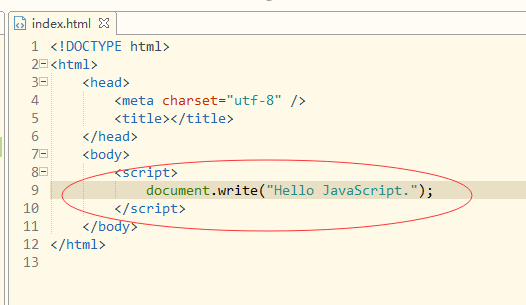 index.html
1 <!DOCTYPE html>
2 <html>
3     <head>
4         <meta charset="utf-8" />
5         <title></title>
6     </head>
7     <body>
8         <script>
9             document.write("Hello JavaScript.");
10         </script>
11     </body>
12 </html>
13